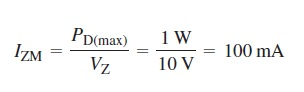 I_ZM = P_D(max) / V_Z = 1 W / 10 V = 100 mA